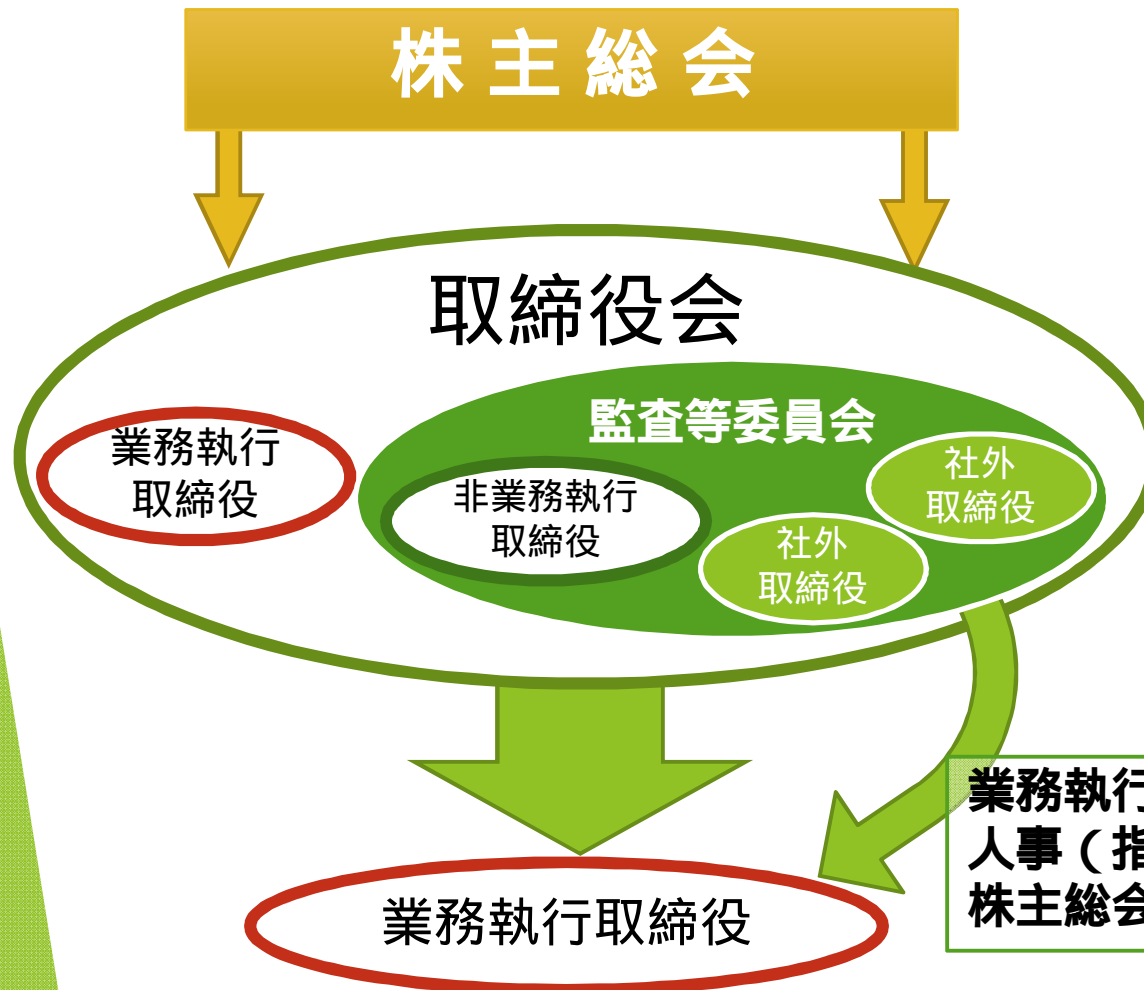 株主総会
取締役会
監査等委員会
業務執行
取締役
非業務執行
取締役
社外
取締役
社外
取締役
業務執行
人事（指
株主総会
業務執行取締役